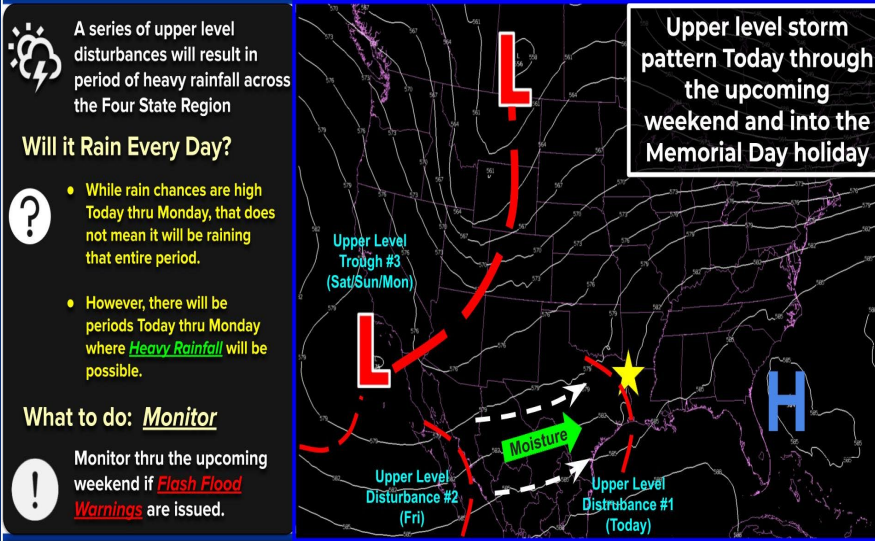 A series of upper level
disturbances will result in
period of heavy rainfall across
the Four State Region
Will it Rain Every Day?
?
• While rain chances are high
Today thru Monday, that does
not mean it will be raining
that entire period.
• However, there will be
periods Today thru Monday
where Heavy Rainfall will be
possible.
What to do: Monitor
!
Monitor thru the upcoming
weekend if Flash Flood
Warnings are issued.
Upper level storm
pattern Today through
the upcoming
weekend and into the
Memorial Day holiday
L
Upper Level
Trough #3
(Sat/Sun/Mon)
L
H
Moisture
Upper Level
Disturbance #2
(Fri)
Upper Level
Distrubance #1
(Today)